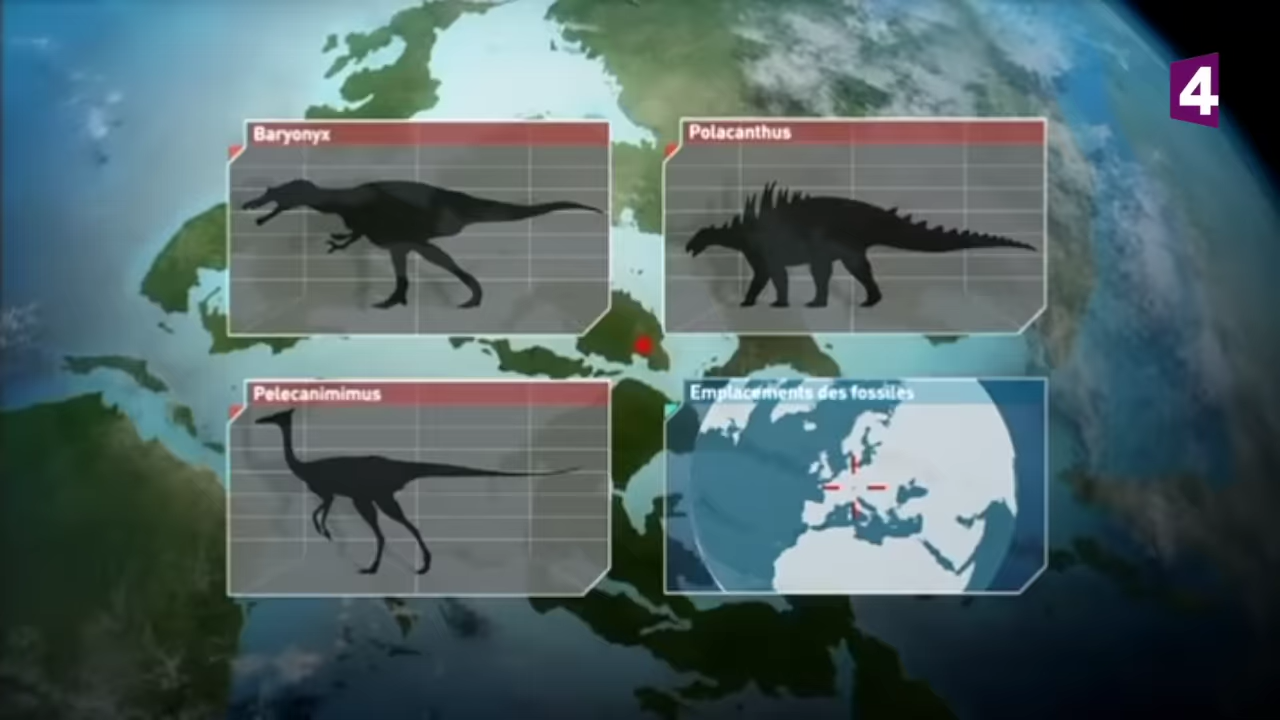 4
Baryonyx
Polacanthus
Pelecanimimus
Emplacements des fossiles